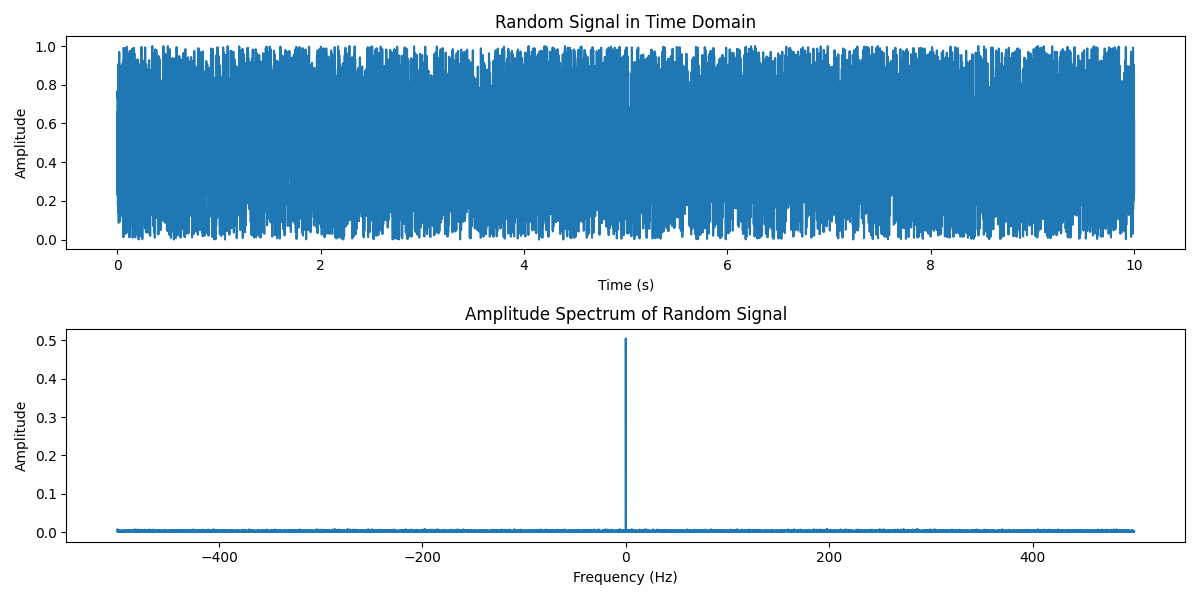 Random Signal in Time Domain
1.0
0.8
0.6
0.4
0.2
0.0
Amplitude
0 2 4 6 8 10
Time (s)
Amplitude Spectrum of Random Signal
0.5
0.4
0.3
0.2
0.1
0.0
Amplitude
−400 −200 0 200 400
Frequency (Hz)